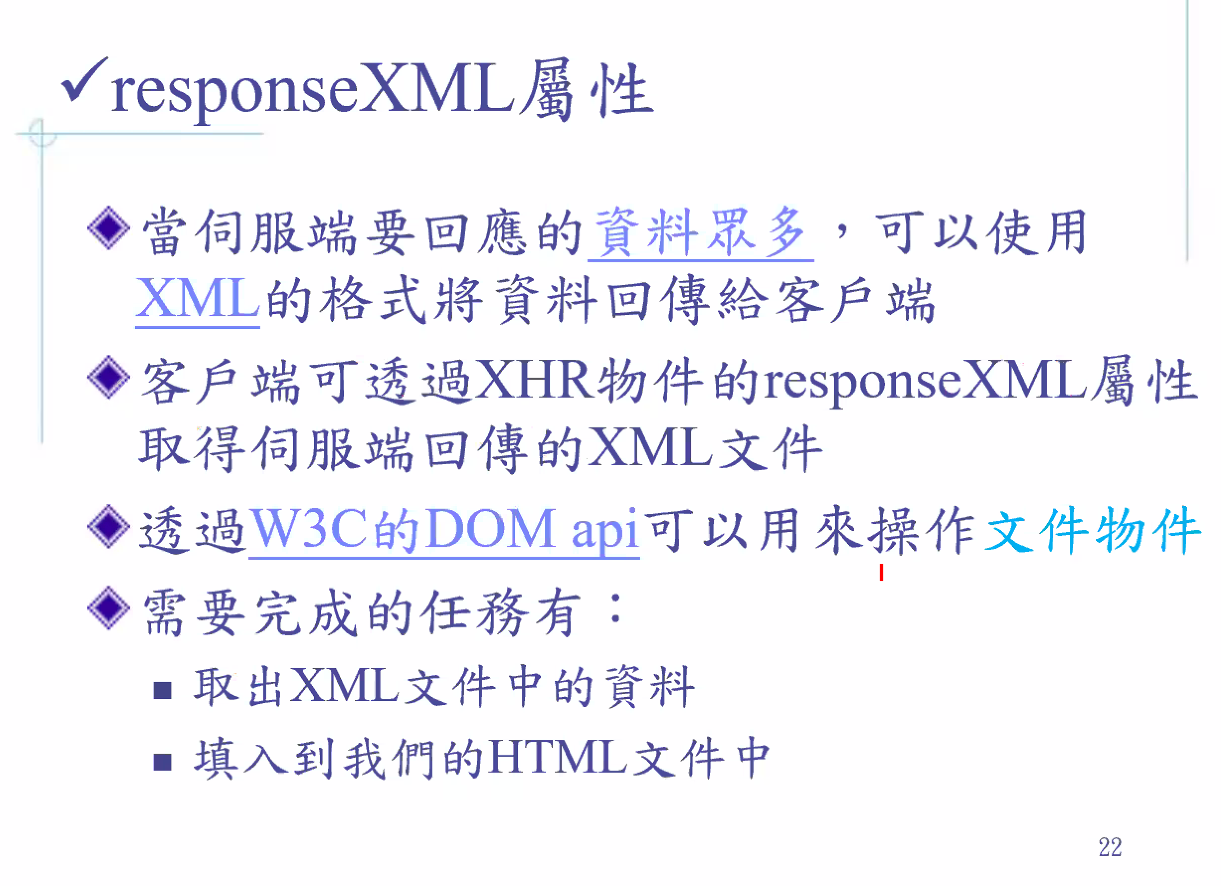 ✓responseXML屬性
當伺服端要回應的資料眾多，可以使用
XML的格式將資料回傳給客戶端
客戶端可透過XHR物件的responseXML屬性
取得伺服端回傳的XML文件
透過W3C的DOM api可以用來操作文件物件
需要完成的任務有：
取出XML文件中的資料
填入到我們的HTML文件中
22